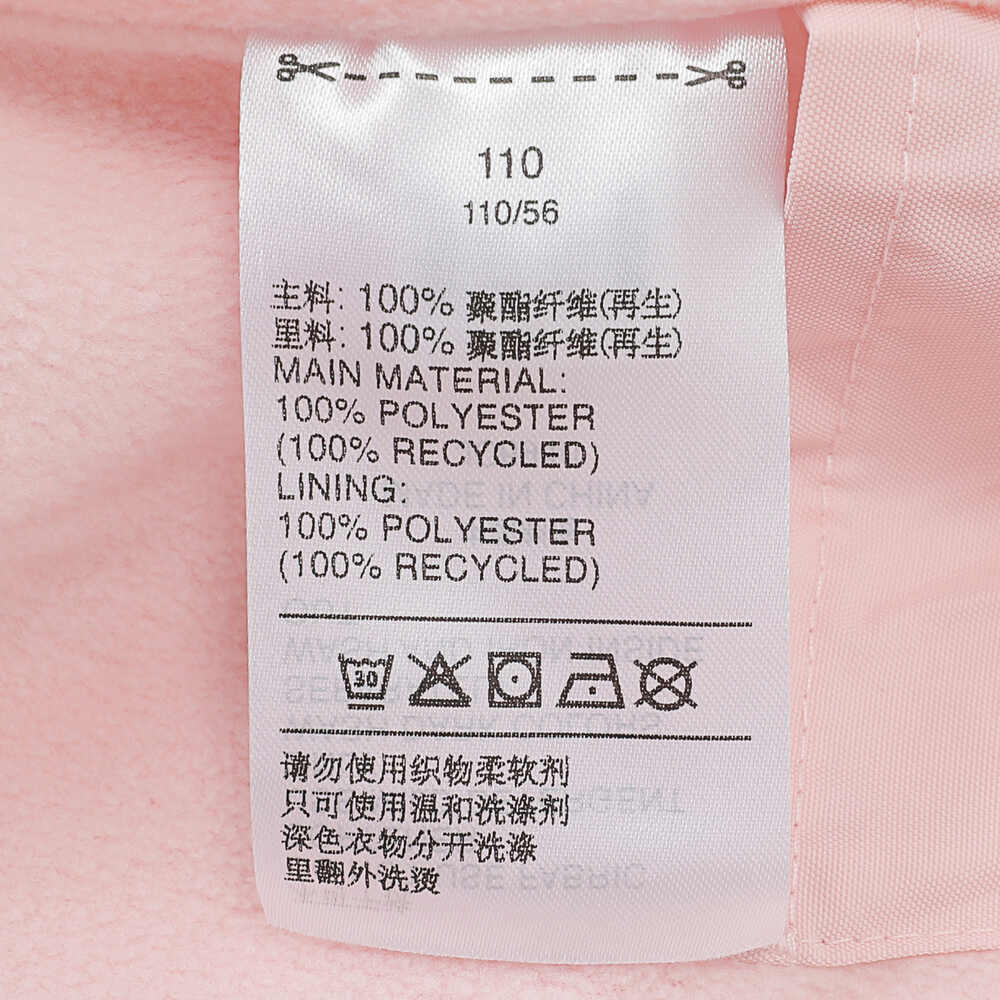 110
110/56
主料: 100% 聚酯纤维(再生)
里料: 100% 聚酯纤维(再生)
MAIN MATERIAL:
100% POLYESTER
(100% RECYCLED)
LINING:
100% POLYESTER
(100% RECYCLED)
30
请勿使用织物柔软剂
只可使用温和洗涤剂
深色衣物分开洗涤
里翻外洗烫